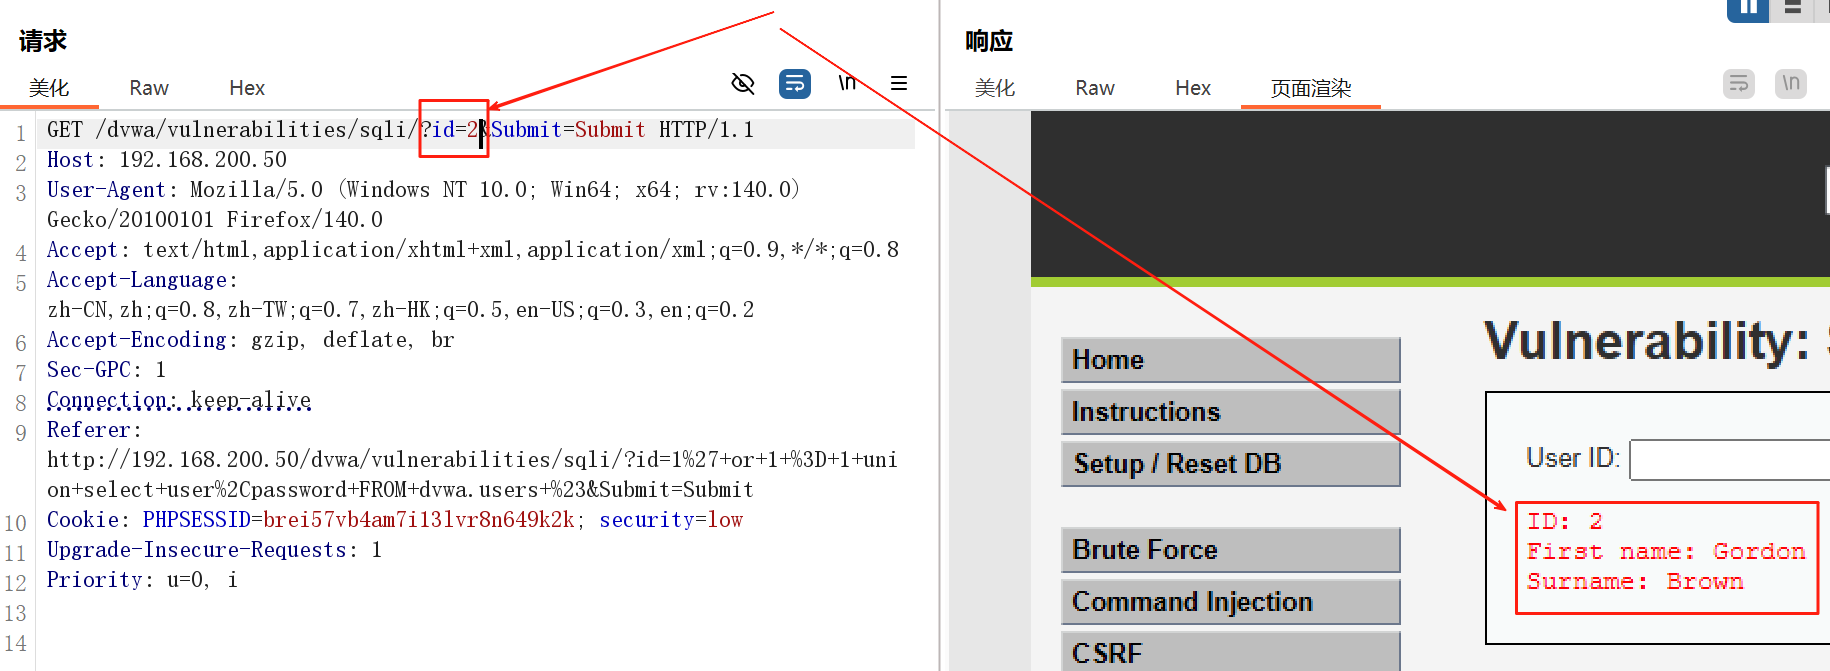 请求
美化 Raw Hex \n
1 GET /dvwa/vulnerabilities/sqli/?id=2&Submit=Submit HTTP/1.1
2 Host: 192.168.200.50
3 User-Agent: Mozilla/5.0 (Windows NT 10.0; Win64; x64; rv:140.0)
Gecko/20100101 Firefox/140.0
4 Accept: text/html,application/xhtml+xml,application/xml;q=0.9,*/*;q=0.8
5 Accept-Language:
zh-CN,zh;q=0.8,zh-TW;q=0.7,zh-HK;q=0.5,en-US;q=0.3,en;q=0.2
6 Accept-Encoding: gzip, deflate, br
7 Sec-GPC: 1
8 Connection: keep-alive
9 Referer:
http://192.168.200.50/dvwa/vulnerabilities/sqli/?id=1%27+or+1+%3D+1+uni
on+select+user%2Cpassword+FROM+dvwa.users+%23&Submit=Submit
10 Cookie: PHPSESSID=brei57vb4am7i13lvr8n649k2k; security=low
11 Upgrade-Insecure-Requests: 1
12 Priority: u=0, i
13
14
响应
美化 Raw Hex 页面渲染 \n
Home
Instructions
Setup / Reset DB
Brute Force
Command Injection
CSRF
Vulnerability:
User ID:
ID: 2
First name: Gordon
Surname: Brown